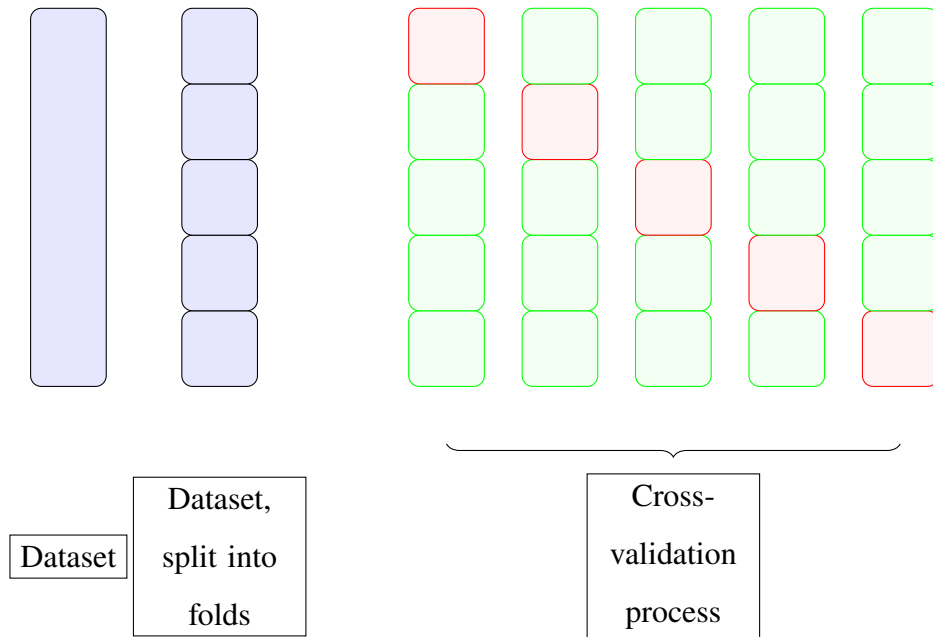 Dataset
Dataset,
split into
folds
Cross-
validation
process